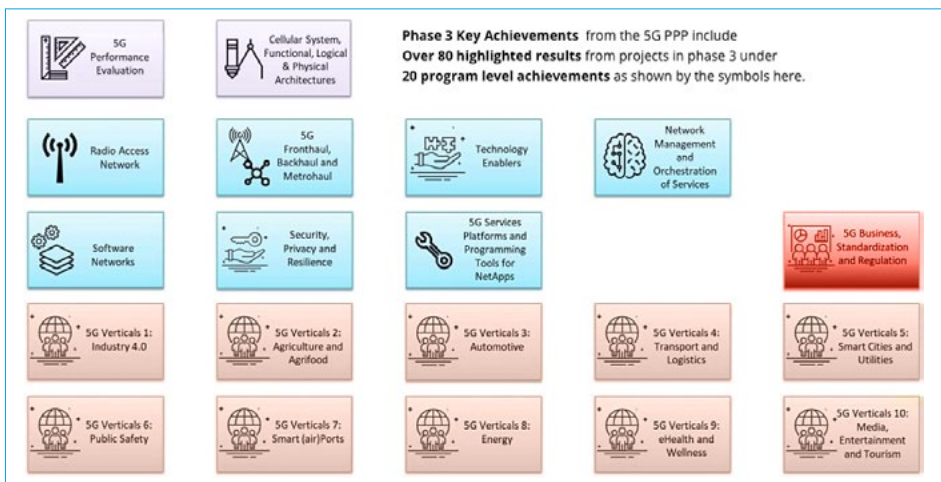 5G
Performance
Evaluation
Cellular System,
Functional, Logical
& Physical
Architectures
Phase 3 Key Achievements from the 5G PPP include
Over 80 highlighted results from projects in phase 3 under
20 program level achievements as shown by the symbols here.
Radio Access
Network
5G
Fronthaul,
Backhaul and
Metrohaul
Technology
Enablers
Network
Management
and
Orchestration
of Services
Software
Networks
Security,
Privacy and
Resilience
5G Services
Platforms and
Programming
Tools for
NetApps
5G Business,
Standardization
and Regulation
5G Verticals 1:
Industry 4.0
5G Verticals 2:
Agriculture and
Agrifood
5G Verticals 3:
Automotive
5G Verticals 4:
Transport and
Logistics
5G Verticals 5:
Smart Cities and
Utilities
5G Verticals 6:
Public Safety
5G Verticals 7:
Smart (air)Ports
5G Verticals 8:
Energy
5G Verticals 9:
eHealth and
Wellness
5G Verticals 10:
Media,
Entertainment
and Tourism